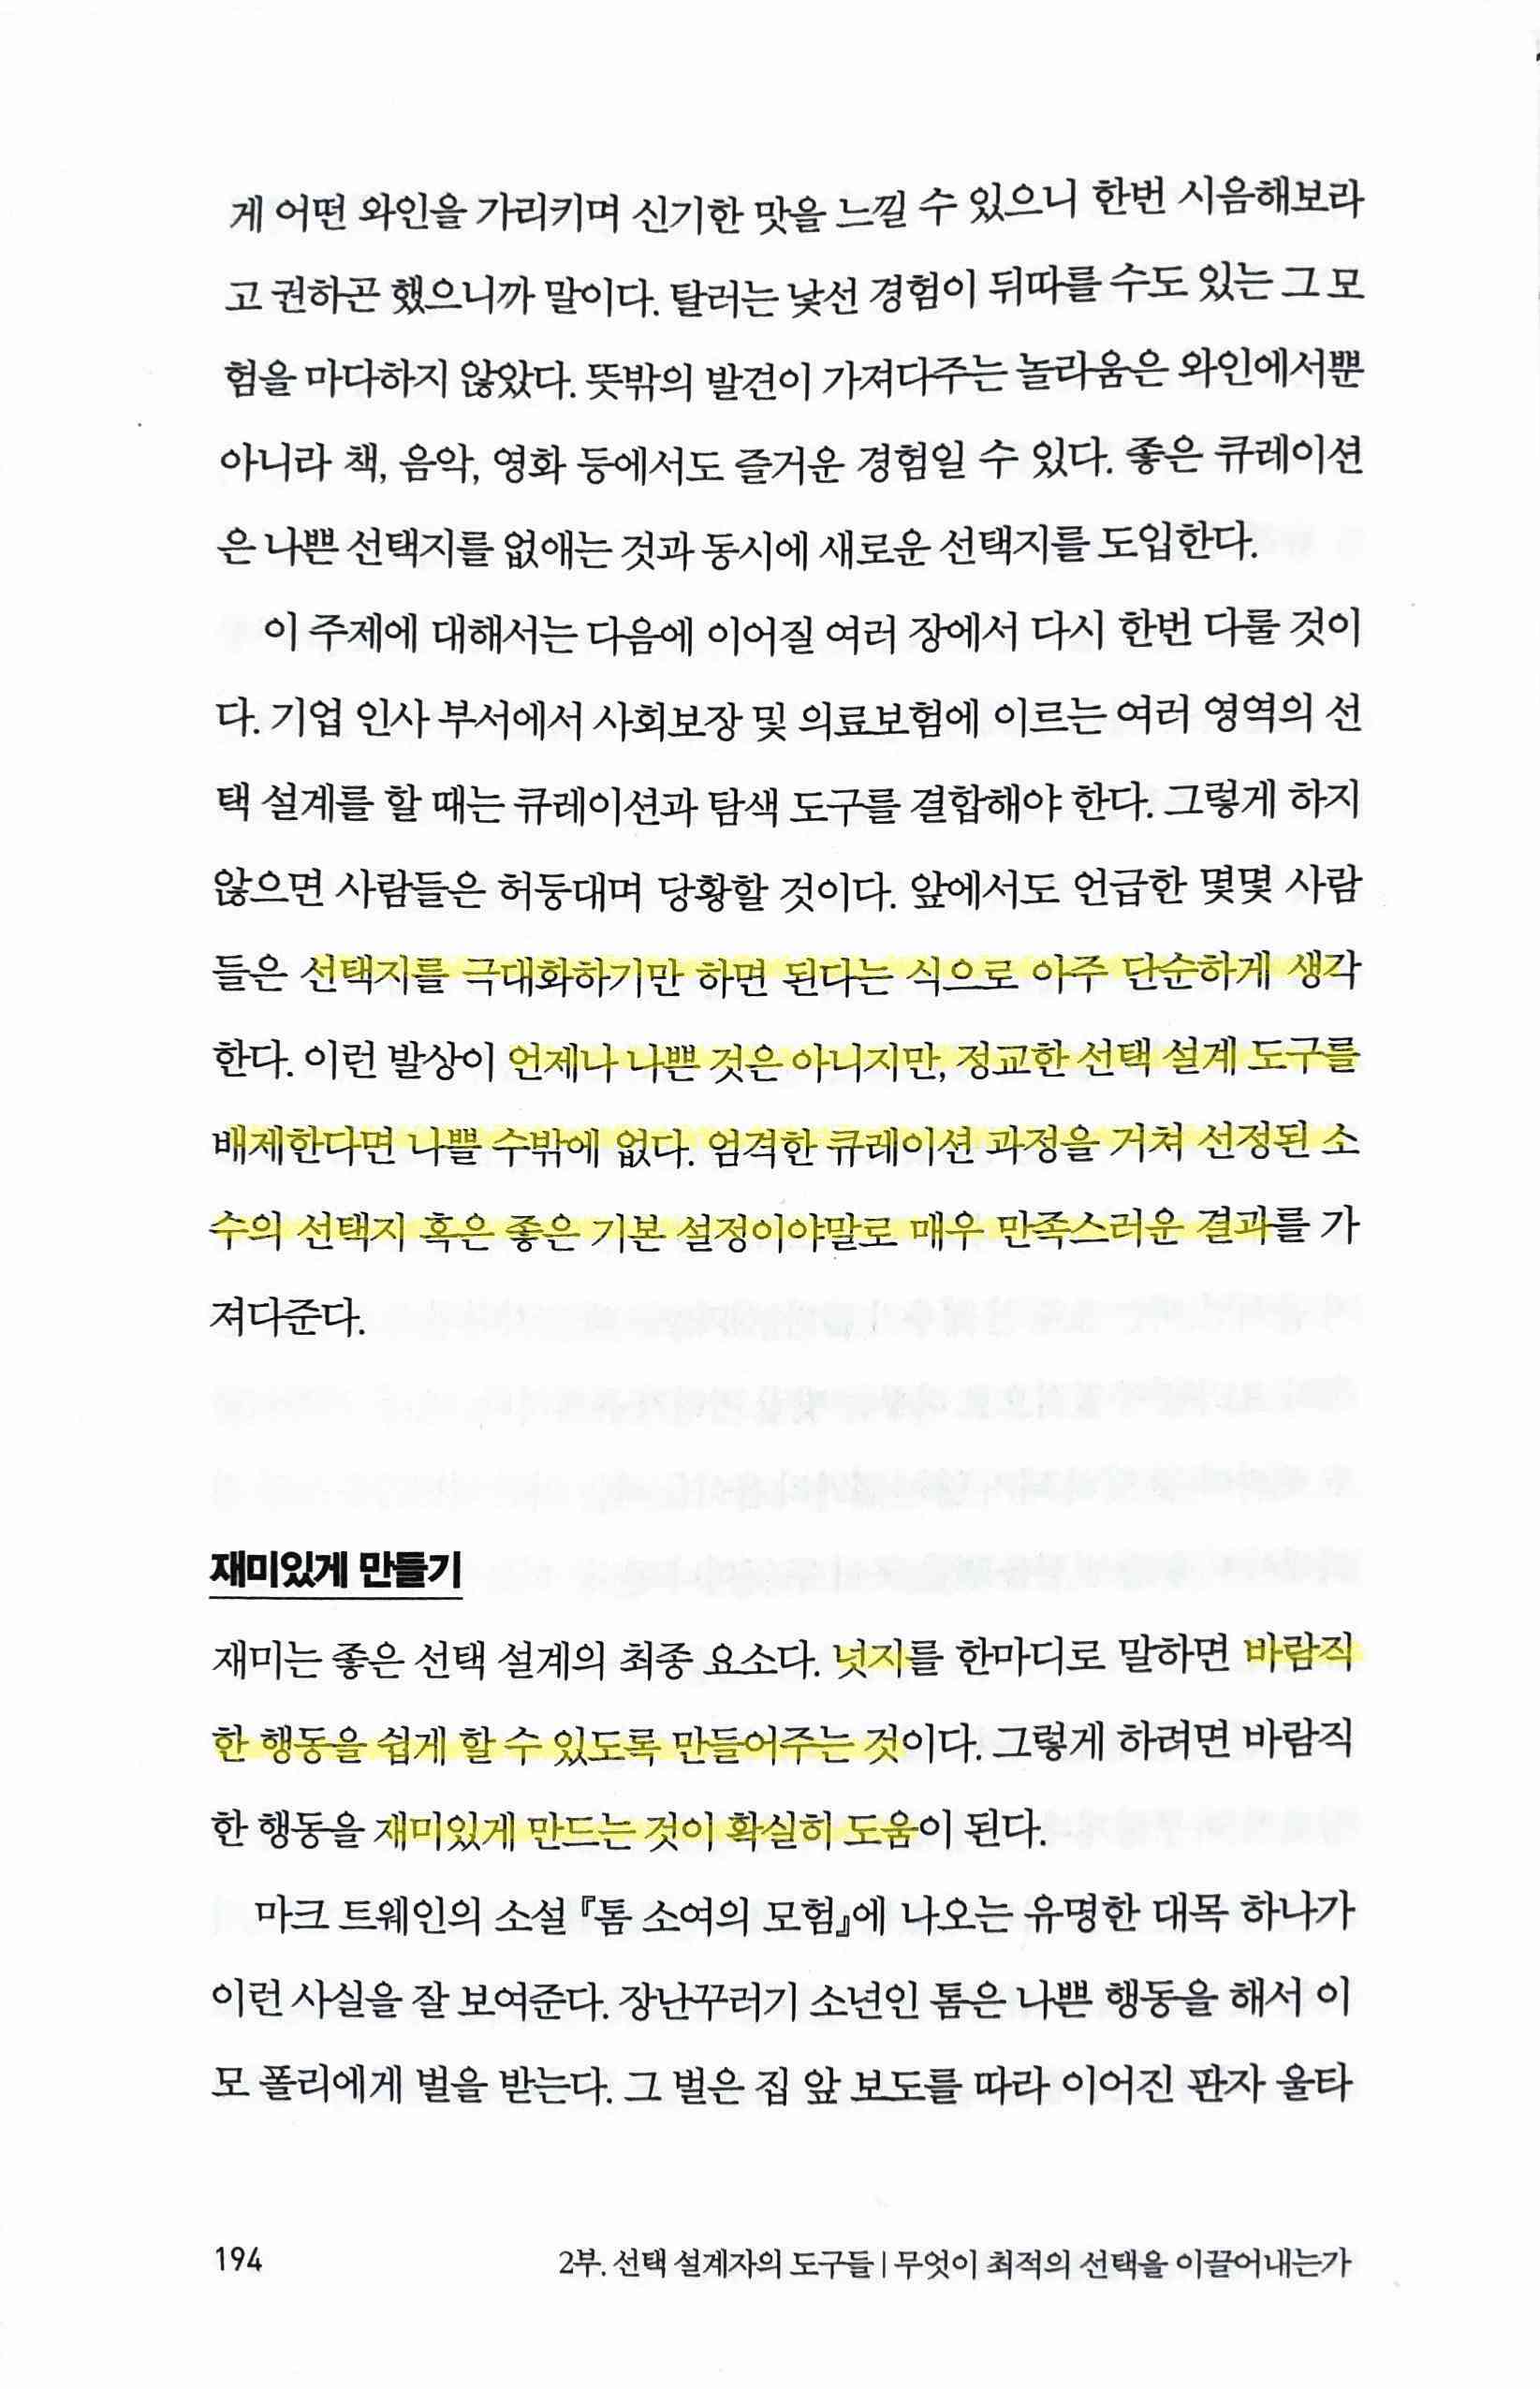 게 어떤 와인을 가리키며 신기한 맛을 느낄 수 있으니 한번 시음해보라
고 권하곤 했으니까 말이다. 탈러는 낯선 경험이 뒤따를 수도 있는 그 모
험을 마다하지 않았다. 뜻밖의 발견이 가져다주는 놀라움은 와인에서뿐
아니라 책, 음악, 영화 등에서도 즐거운 경험일 수 있다. 좋은 큐레이션
은 나쁜 선택지를 없애는 것과 동시에 새로운 선택지를 도입한다.
이 주제에 대해서는 다음에 이어질 여러 장에서 다시 한번 다룰 것이
다. 기업 인사 부서에서 사회보장 및 의료보험에 이르는 여러 영역의 선
택 설계를 할 때는 큐레이션과 탐색 도구를 결합해야 한다. 그렇게 하지
않으면 사람들은 허둥대며 당황할 것이다. 앞에서도 언급한 몇몇 사람
들은 선택지를 극대화하기만 하면 된다는 식으로 아주 단순하게 생각
한다. 이런 발상이 언제나 나쁜 것은 아니지만, 정교한 선택 설계 도구를
배제한다면 나쁠 수밖에 없다. 엄격한 큐레이션 과정을 거쳐 선정된 소
수의 선택지 혹은 좋은 기본 설정이야말로 매우 만족스러운 결과를 가
져다준다.
재미있게 만들기
재미는 좋은 선택 설계의 최종 요소다. 넛지를 한마디로 말하면 바람직
한 행동을 쉽게 할 수 있도록 만들어주는 것이다. 그렇게 하려면 바람직
한 행동을 재미있게 만드는 것이 확실히 도움이 된다.
마크 트웨인의 소설 『톰 소여의 모험』에 나오는 유명한 대목 하나가
이런 사실을 잘 보여준다. 장난꾸러기 소년인 톰은 나쁜 행동을 해서 이
모 폴리에게 벌을 받는다. 그 벌은 집 앞 보도를 따라 이어진 판자 울타
194
2부. 선택 설계자의 도구들 | 무엇이 최적의 선택을 이끌어내는가